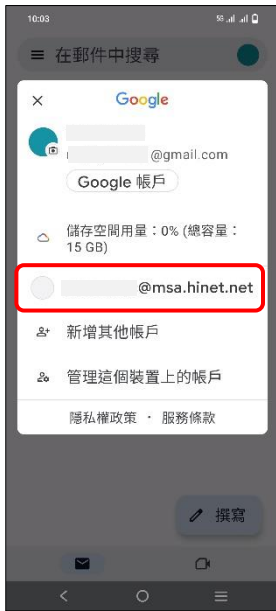 10:03
5G
在郵件中搜尋
Google
@gmail.com
Google 帳戶
儲存空間用量：0% (總容量：
15 GB)
@msa.hinet.net
新增其他帳戶
管理這個裝置上的帳戶
隱私權政策 · 服務條款
撰寫